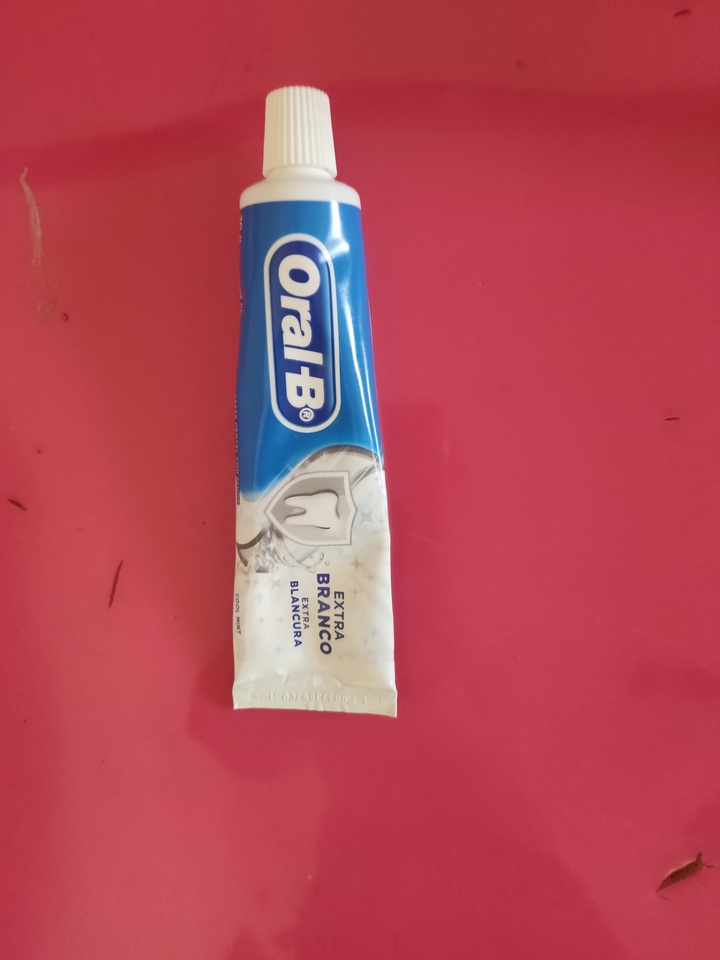 Oral-B®
EXTRA
BRANCO
EXTRA
BLANCURA
COOL MINT